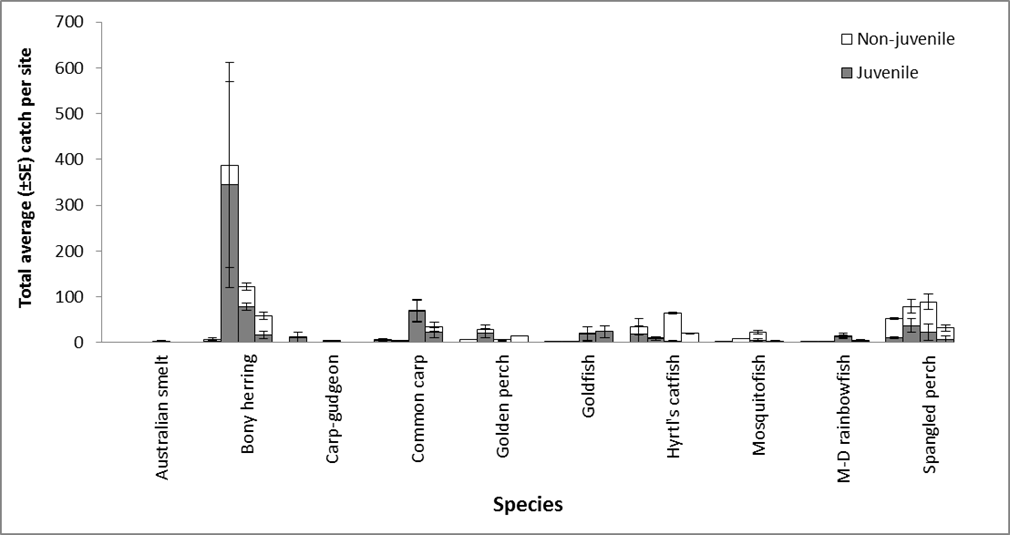 Total average (±SE) catch per site
700
600
500
400
300
200
100
0
Non-juvenile
Juvenile
Australian smelt
Bony herring
Carp-gudgeon
Common carp
Golden perch
Goldfish
Hyrtl's catfish
Mosquitofish
M-D rainbowfish
Spangled perch
Species